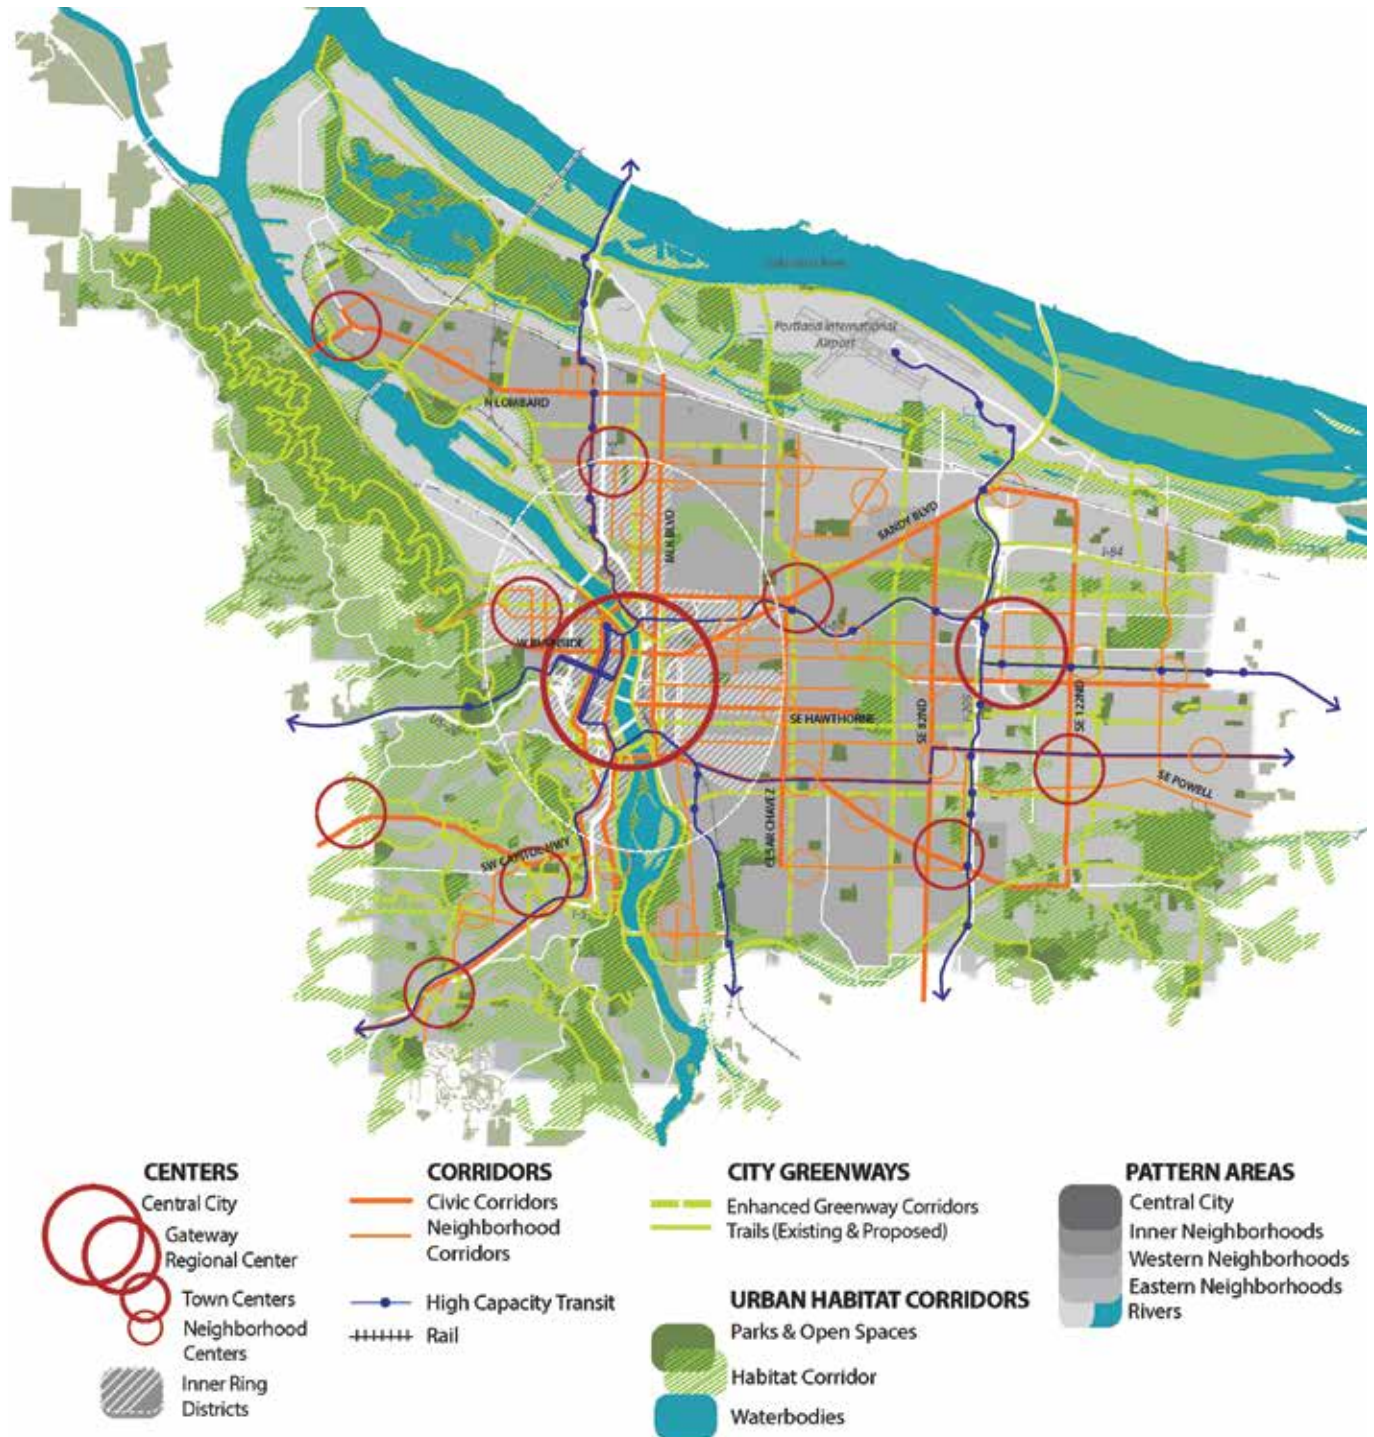 Portland International
Airport
N LOMBARD
SANDY BLVD
MLK BLVD
I-84
W BURNSIDE
SE HAWTHORNE
SE 82ND
I-205
SE 122ND
SE POWELL
CESAR CHAVEZ
SW CAPITOL HWY
CENTERS
Central City
Gateway
Regional Center
Town Centers
Neighborhood
Centers
Inner Ring
Districts
CORRIDORS
Civic Corridors
Neighborhood
Corridors
High Capacity Transit
Rail
CITY GREENWAYS
Enhanced Greenway Corridors
Trails (Existing & Proposed)
URBAN HABITAT CORRIDORS
Parks & Open Spaces
Habitat Corridor
Waterbodies
PATTERN AREAS
Central City
Inner Neighborhoods
Western Neighborhoods
Eastern Neighborhoods
Rivers